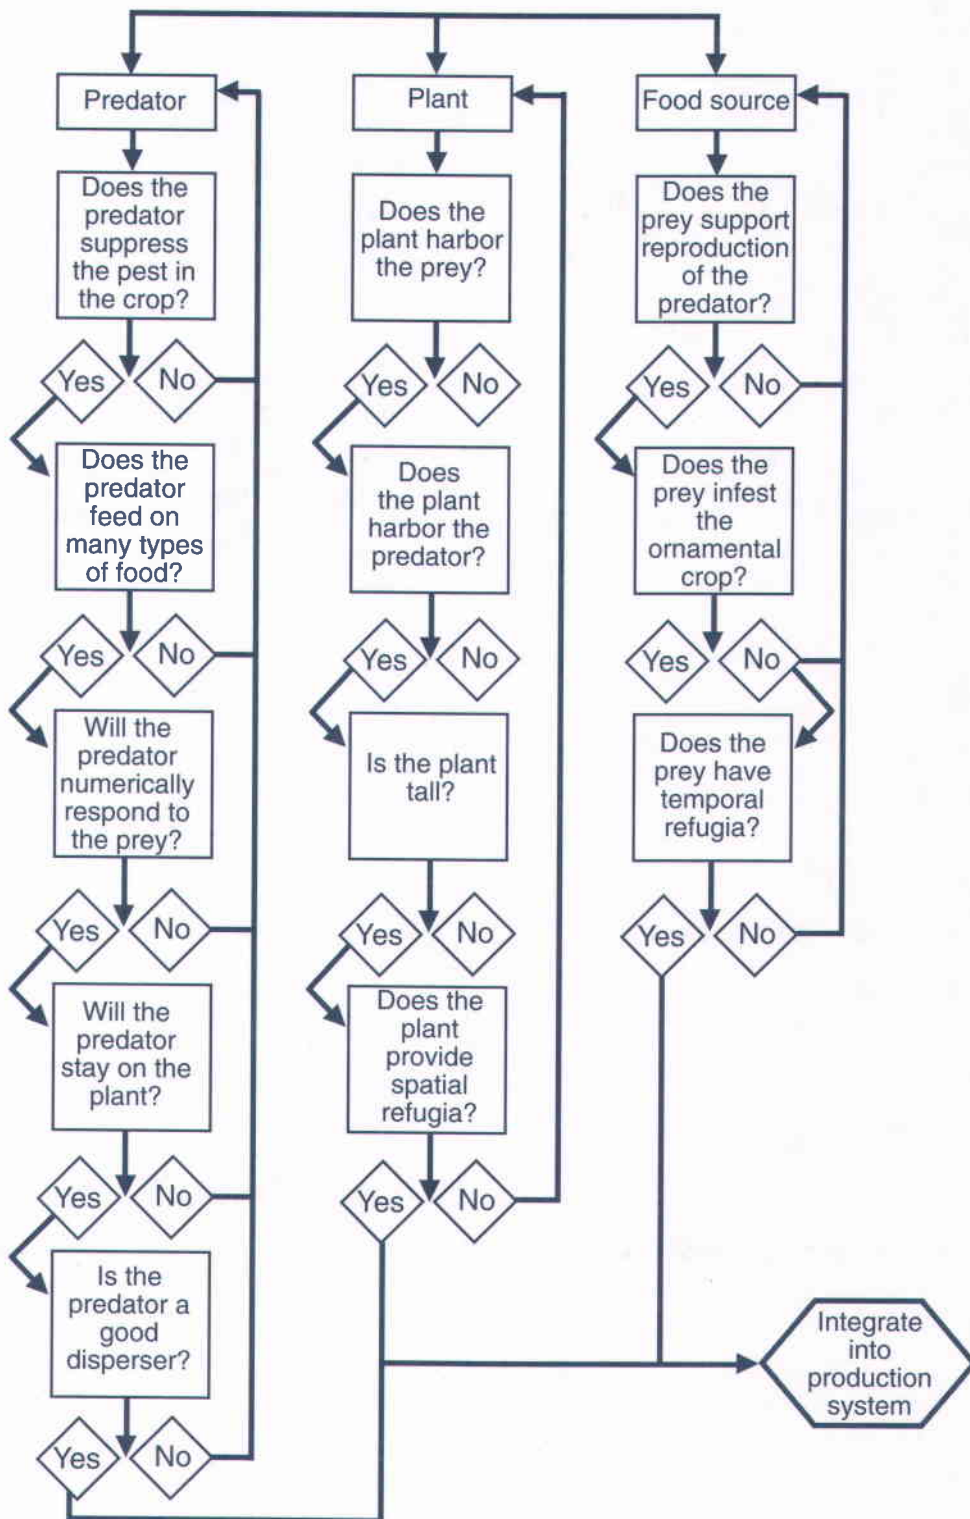 Predator
Does the
predator
suppress
the pest in
the crop?
Yes
No
Does the
predator
feed on
many types
of food?
Yes
No
Will the
predator
numerically
respond to
the prey?
Yes
No
Will the
predator
stay on the
plant?
Yes
No
Is the
predator a
good
disperser?
Yes
No
Plant
Does the
plant harbor
the prey?
Yes
No
Does
the plant
harbor the
predator?
Yes
No
Is the plant
tall?
Yes
No
Does the
plant
provide
spatial
refugia?
Yes
No
Food source
Does the
prey support
reproduction
of the
predator?
Yes
No
Does the
prey infest
the
ornamental
crop?
Yes
No
Does the
prey have
temporal
refugia?
Yes
No
Integrate
into
production
system